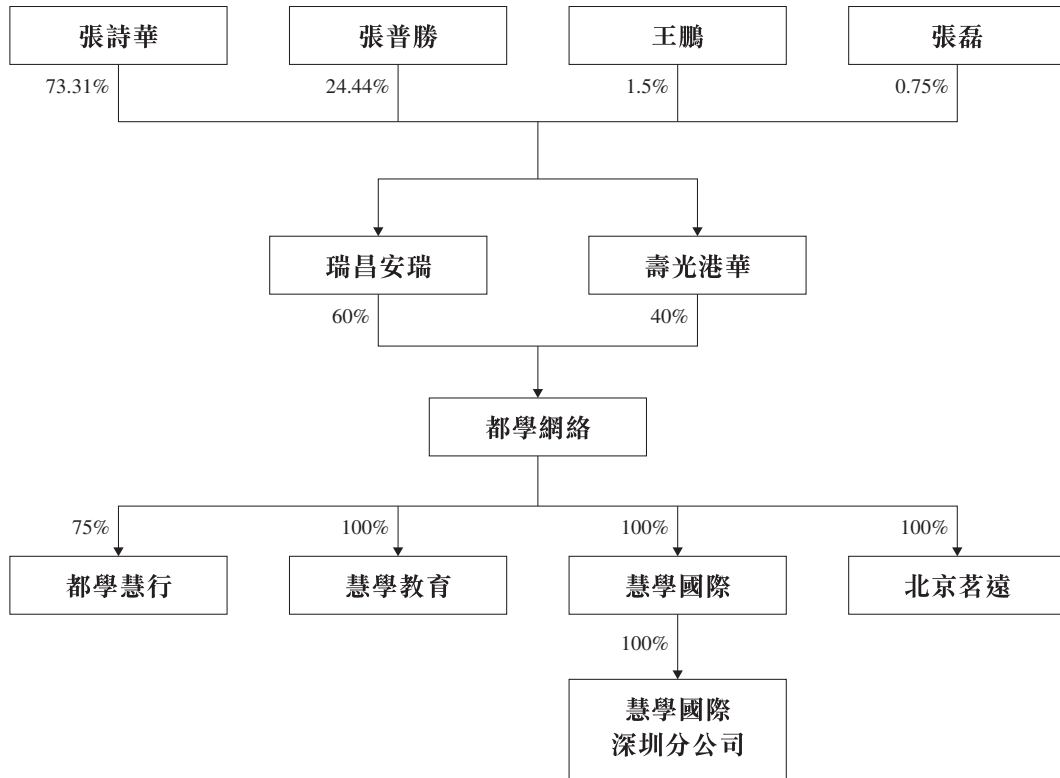 張詩華
張普勝
王鵬
張磊
73.31%
24.44%
1.5%
0.75%
瑞昌安瑞
壽光港華
60%
40%
都學網絡
75%
100%
100%
100%
都學慧行
慧學教育
慧學國際
北京茗遠
100%
慧學國際
深圳分公司